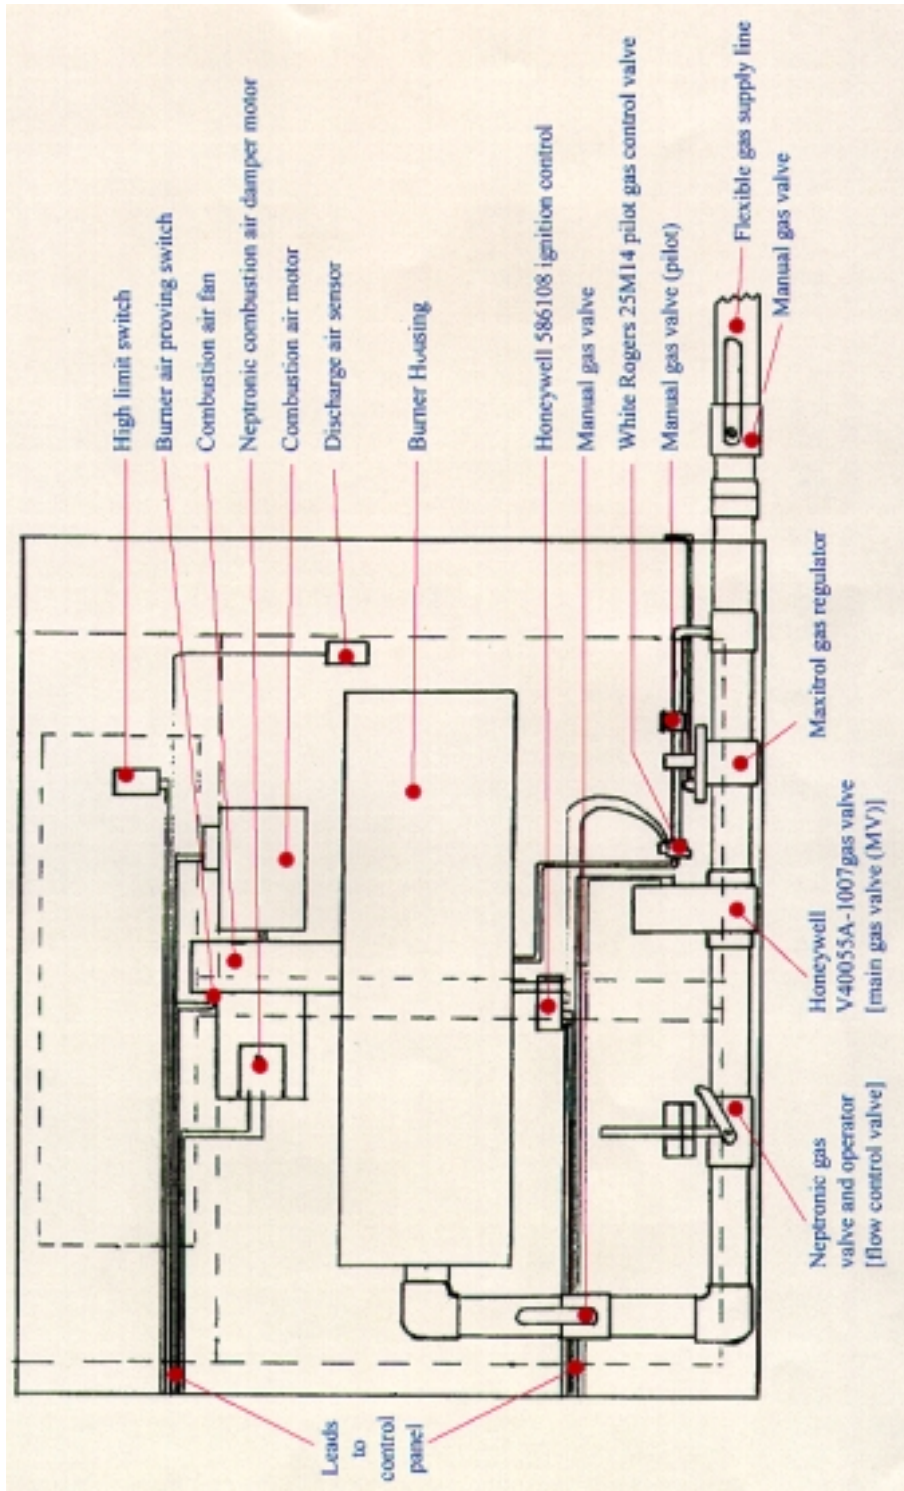 High limit switch
Burner air proving switch
Combustion air fan
Neptronic combustion air damper motor
Combustion air motor
Discharge air sensor
Burner Housing
Honeywell 586108 ignition control
Manual gas valve
White Rogers 25M14 pilot gas control valve
Manual gas valve (pilot)
Flexible gas supply line
Manual gas valve
Leads
to
control
panel
Neptronic gas
valve and operator
[flow control valve]
Honeywell
V40055A-1007gas valve
[main gas valve (MV)]
Maxitrol gas regulator